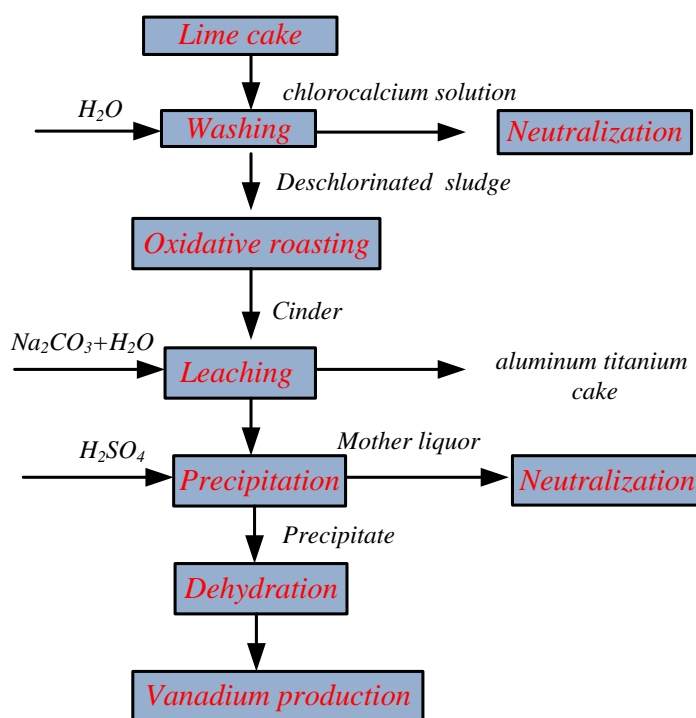 Lime cake
chlorocalcium solution
H₂O
Washing
Neutralization
Deschlorinated sludge
Oxidative roasting
Cinder
Na₂CO₃+H₂O
Leaching
aluminum titanium
cake
Mother liquor
H₂SO₄
Precipitation
Neutralization
Precipitate
Dehydration
Vanadium production